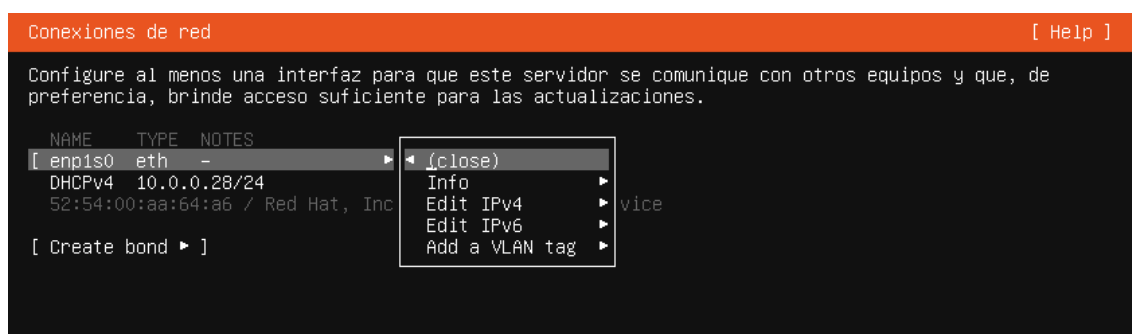 Conexiones de red [ Help ]
Configure al menos una interfaz para que este servidor se comunique con otros equipos y que, de
preferencia, brinde acceso suficiente para las actualizaciones.
NAME TYPE NOTES
[ enp1s0 eth - ▸ ◂ (close)
DHCPv4 10.0.0.28/24 Info ▸
52:54:00:aa:64:a6 / Red Hat, Inc Edit IPv4 ▸ vice
Edit IPv6 ▸
[ Create bond ▸ ] Add a VLAN tag ▸